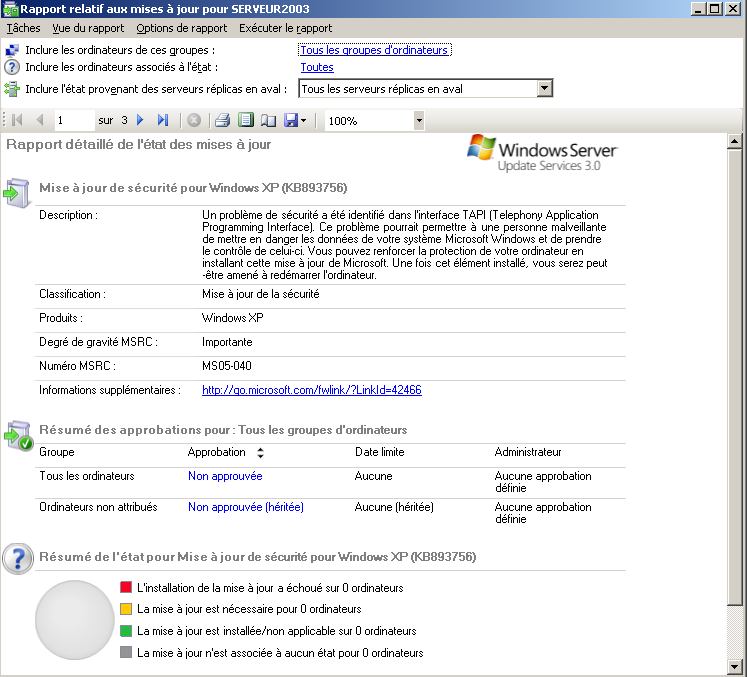 Rapport relatif aux mises à jour pour SERVEUR2003
Tâches Vue du rapport Options de rapport Exécuter le rapport
Inclure les ordinateurs de ces groupes : Tous les groupes d'ordinateurs
Inclure les ordinateurs associés à l'état : Toutes
Inclure l'état provenant des serveurs réplicas en aval : Tous les serveurs réplicas en aval
1 sur 3 100%
Rapport détaillé de l'état des mises à jour
Windows Server
Update Services 3.0
Mise à jour de sécurité pour Windows XP (KB893756)
Description : Un problème de sécurité a été identifié dans l'interface TAPI (Telephony Application
Programming Interface). Ce problème pourrait permettre à une personne malveillante
de mettre en danger les données de votre système Microsoft Windows et de prendre
le contrôle de celui-ci. Vous pouvez renforcer la protection de votre ordinateur en
installant cette mise à jour de Microsoft. Une fois cet élément installé, vous serez peut
-être amené à redémarrer l'ordinateur.
Classification : Mise à jour de la sécurité
Produits : Windows XP
Degré de gravité MSRC : Importante
Numéro MSRC : MS05-040
Informations supplémentaires : http://go.microsoft.com/fwlink/?LinkId=42466
Résumé des approbations pour : Tous les groupes d'ordinateurs
Groupe Approbation Date limite Administrateur
Tous les ordinateurs Non approuvée Aucune Aucune approbation
définie
Ordinateurs non attribués Non approuvée (héritée) Aucune (héritée) Aucune approbation
définie
Résumé de l'état pour Mise à jour de sécurité pour Windows XP (KB893756)
L'installation de la mise à jour a échoué sur 0 ordinateurs
La mise à jour est nécessaire pour 0 ordinateurs
La mise à jour est installée/non applicable sur 0 ordinateurs
La mise à jour n'est associée à aucun état pour 0 ordinateurs